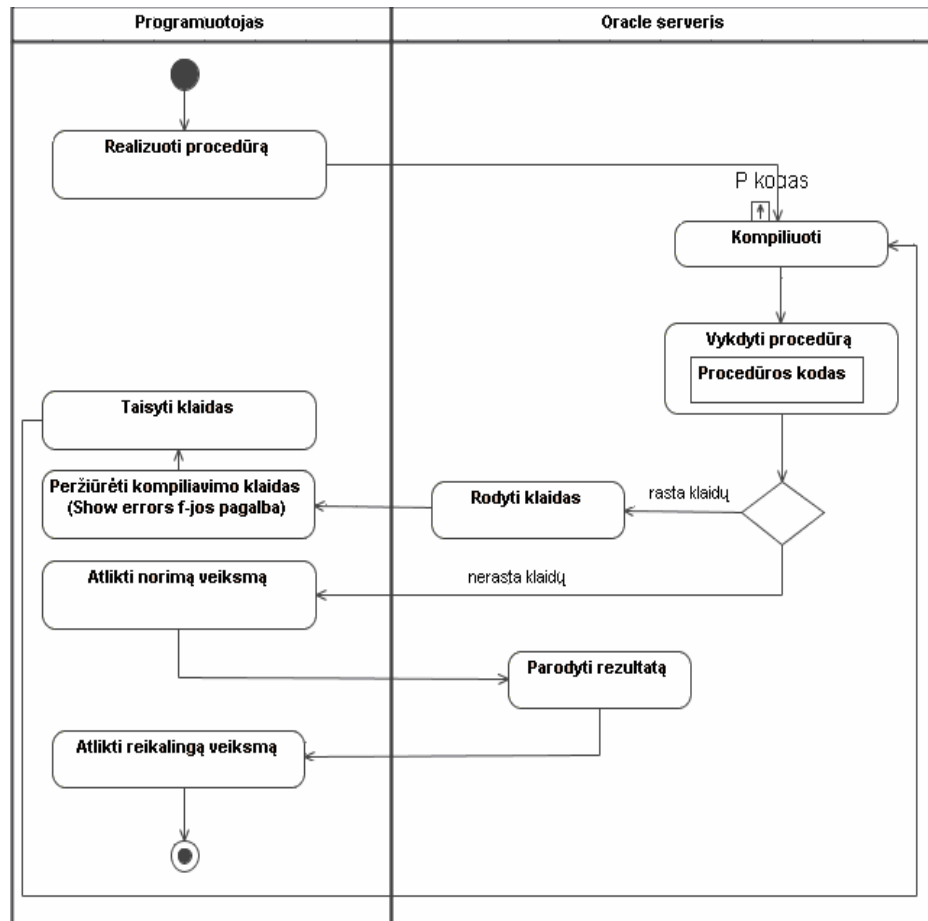 Programuotojas
Oracle serveris
Realizuoti procedūrą
P kodas
Kompiliuoti
Vykdyti procedūrą
Procedūros kodas
Taisyti klaidas
Peržiūrėti kompiliavimo klaidas
(Show errors f-jos pagalba)
Rodyti klaidas
rasta klaidų
Atlikti norimą veiksmą
nerasta klaidų
Parodyti rezultatą
Atlikti reikalingą veiksmą